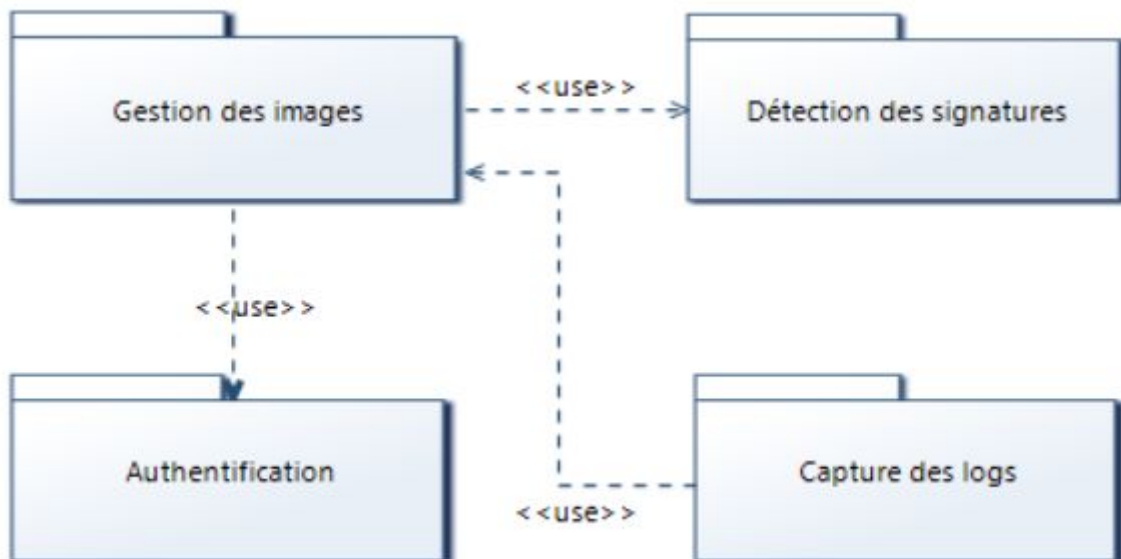 Gestion des images
<<use>>
Détection des signatures
<<use>>
Authentification
Capture des logs
<<use>>